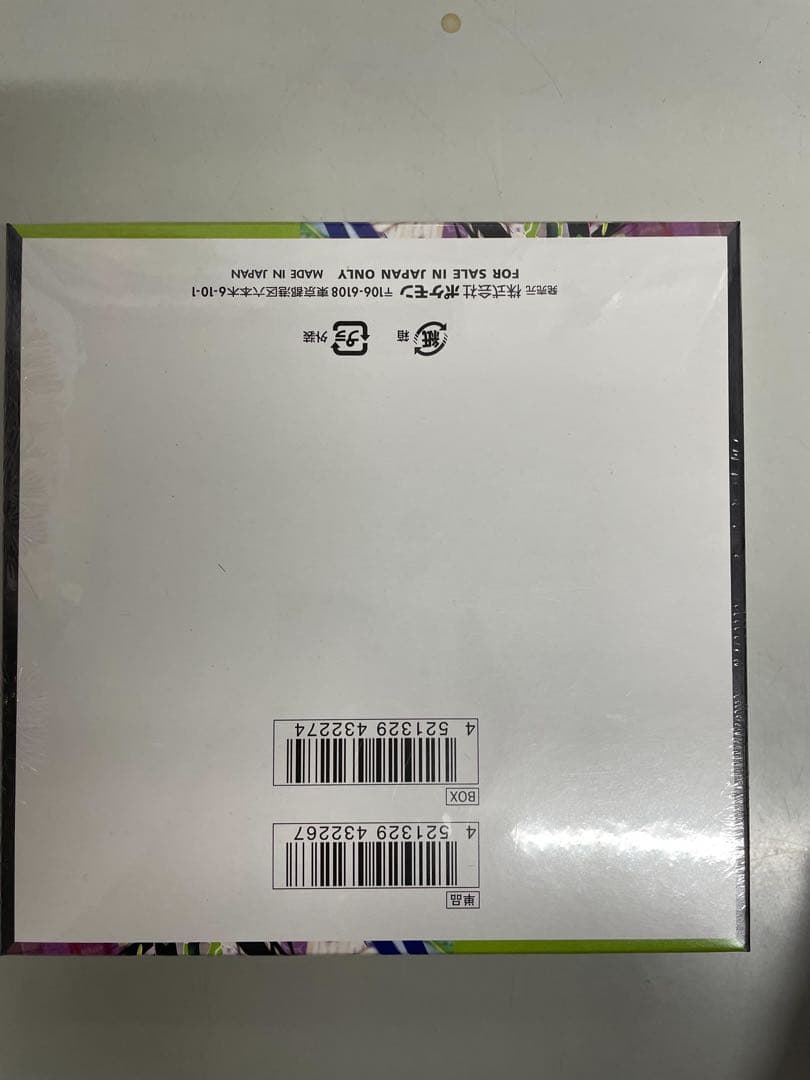 単品
4 521329 432267
BOX
4 521329 432274
紙 箱 プラ 外装
発売元 株式会社ポケモン 〒106-6108 東京都港区六本木6-10-1
FOR SALE IN JAPAN ONLY MADE IN JAPAN